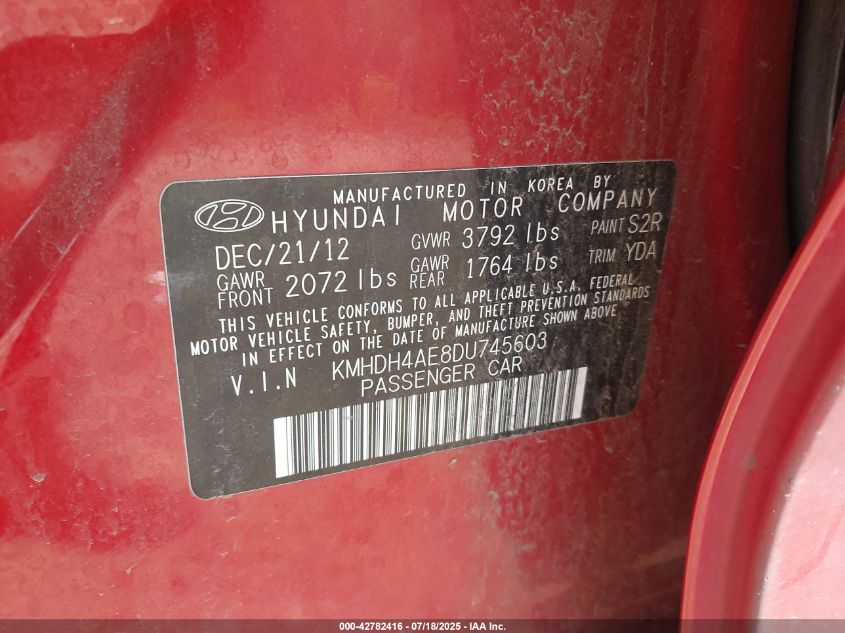 MANUFACTURED IN KOREA BY
HYUNDAI MOTOR COMPANY
DEC/21/12 GVWR 3792 lbs PAINT S2R
GAWR FRONT 2072 lbs GAWR REAR 1764 lbs TRIM YDA
THIS VEHICLE CONFORMS TO ALL APPLICABLE U.S.A. FEDERAL
MOTOR VEHICLE SAFETY, BUMPER, AND THEFT PREVENTION STANDARDS
IN EFFECT ON THE DATE OF MANUFACTURE SHOWN ABOVE
V.I.N KMHDH4AE8DU745603
PASSENGER CAR
000-42782416 - 07/18/2025 - IAA Inc.